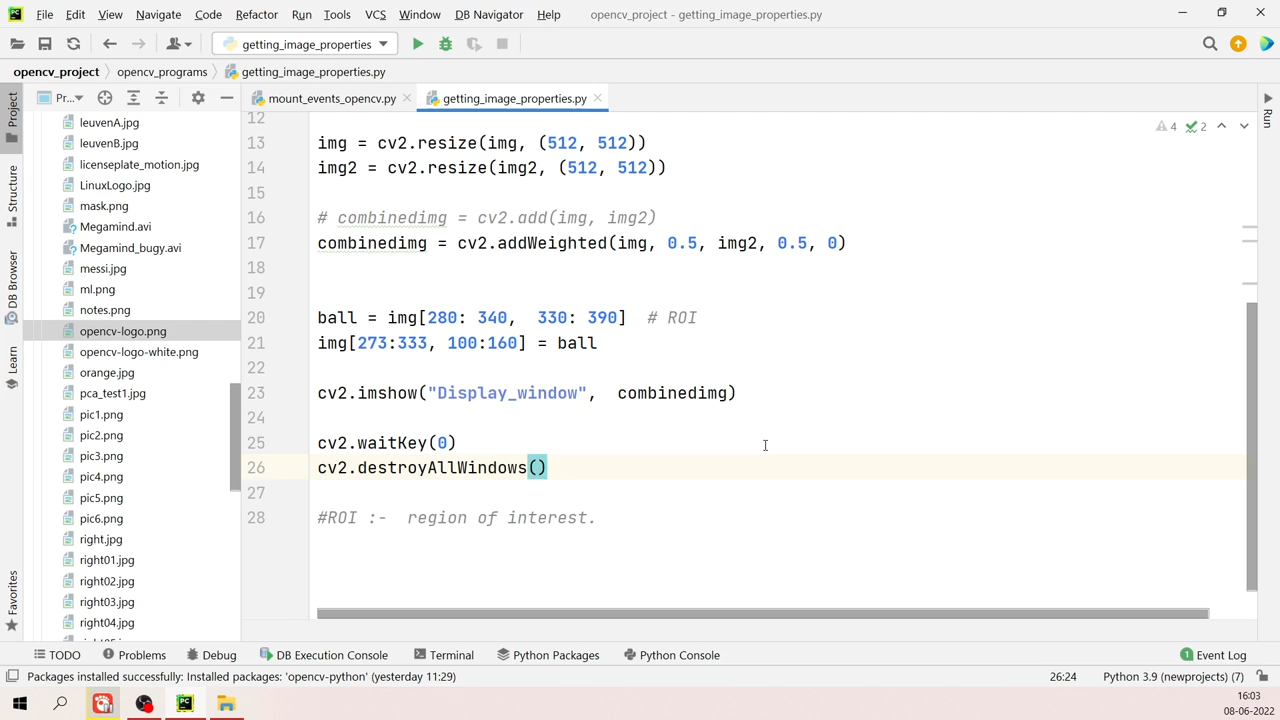 File Edit View Navigate Code Refactor Run Tools VCS Window DB Navigator Help opencv_project - getting_image_properties.py
getting_image_properties
opencv_project opencv_programs getting_image_properties.py
Project
Structure
DB Browser
Learn
Favorites
Pr...
leuvenA.jpg
leuvenB.jpg
licenseplate_motion.jpg
LinuxLogo.jpg
mask.png
Megamind.avi
Megamind_bugy.avi
messi.jpg
ml.png
notes.png
opencv-logo.png
opencv-logo-white.png
orange.jpg
pca_test1.jpg
pic1.png
pic2.png
pic3.png
pic4.png
pic5.png
pic6.png
right.jpg
right01.jpg
right02.jpg
right03.jpg
right04.jpg
mount_events_opencv.py getting_image_properties.py
4 2
12
13 img = cv2.resize(img, (512, 512))
14 img2 = cv2.resize(img2, (512, 512))
15
16 # combinedimg = cv2.add(img, img2)
17 combinedimg = cv2.addWeighted(img, 0.5, img2, 0.5, 0)
18
19
20 ball = img[280: 340,  330: 390]  # ROI
21 img[273:333, 100:160] = ball
22
23 cv2.imshow("Display_window",  combinedimg)
24
25 cv2.waitKey(0)
26 cv2.destroyAllWindows()
27
28 #ROI :-  region of interest.
Run
TODO Problems Debug DB Execution Console Terminal Python Packages Python Console 1 Event Log
Packages installed successfully: Installed packages: 'opencv-python' (yesterday 11:29) 26:24 Python 3.9 (newprojects) (7)
16:03
08-06-2022